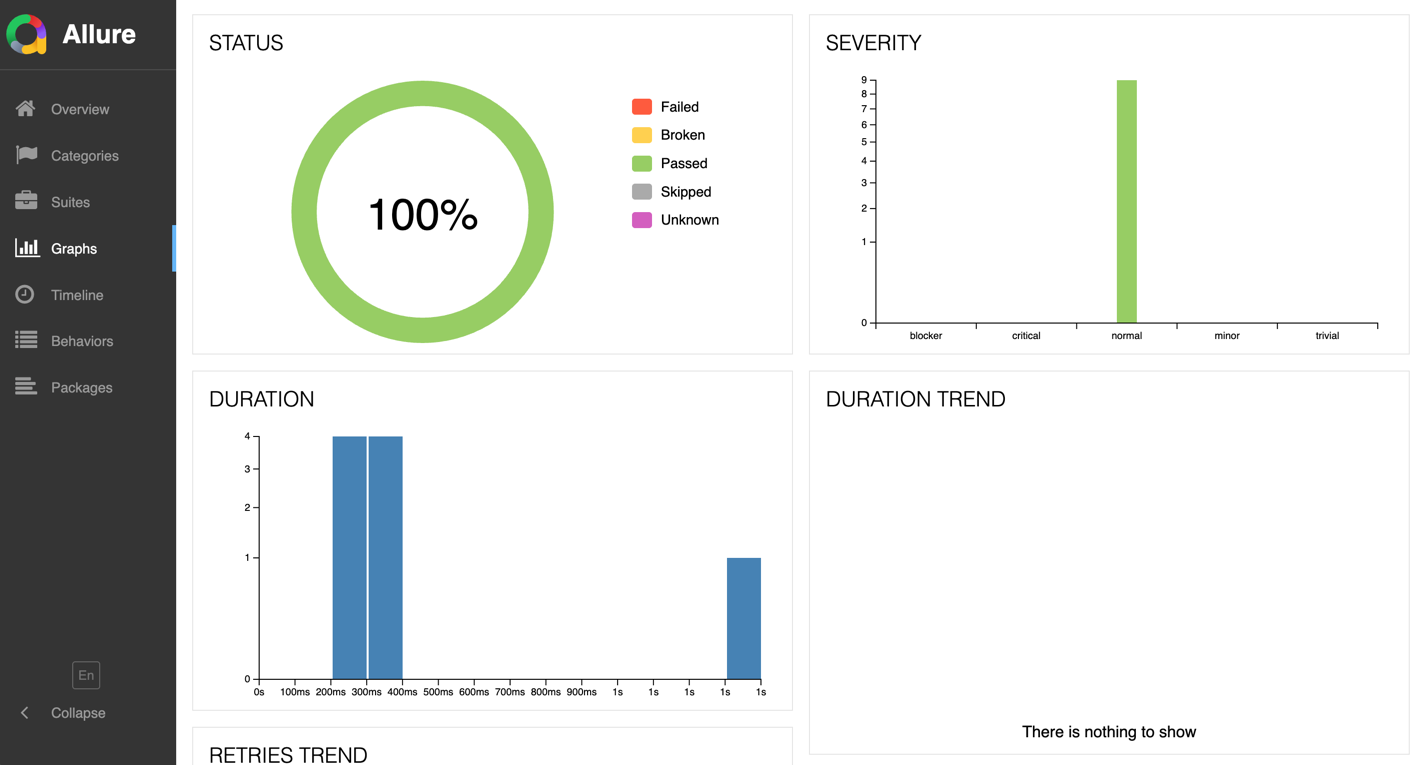 Allure
Overview
Categories
Suites
Graphs
Timeline
Behaviors
Packages
En
Collapse
STATUS
100%
Failed
Broken
Passed
Skipped
Unknown
SEVERITY
9
8
7
6
5
4
3
2
1
0
blocker critical normal minor trivial
DURATION
4
3
2
1
0
0s 100ms 200ms 300ms 400ms 500ms 600ms 700ms 800ms 900ms 1s 1s 1s 1s 1s
DURATION TREND
There is nothing to show
RETRIES TREND